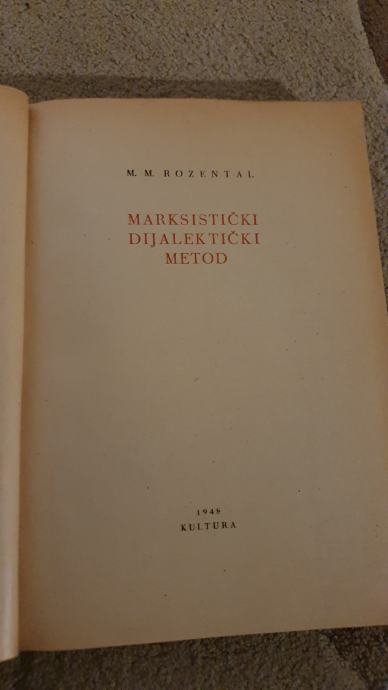 M. M. ROZENTAL
MARKSISTIČKI
DIJALEKTIČKI
METOD
1948
KULTURA